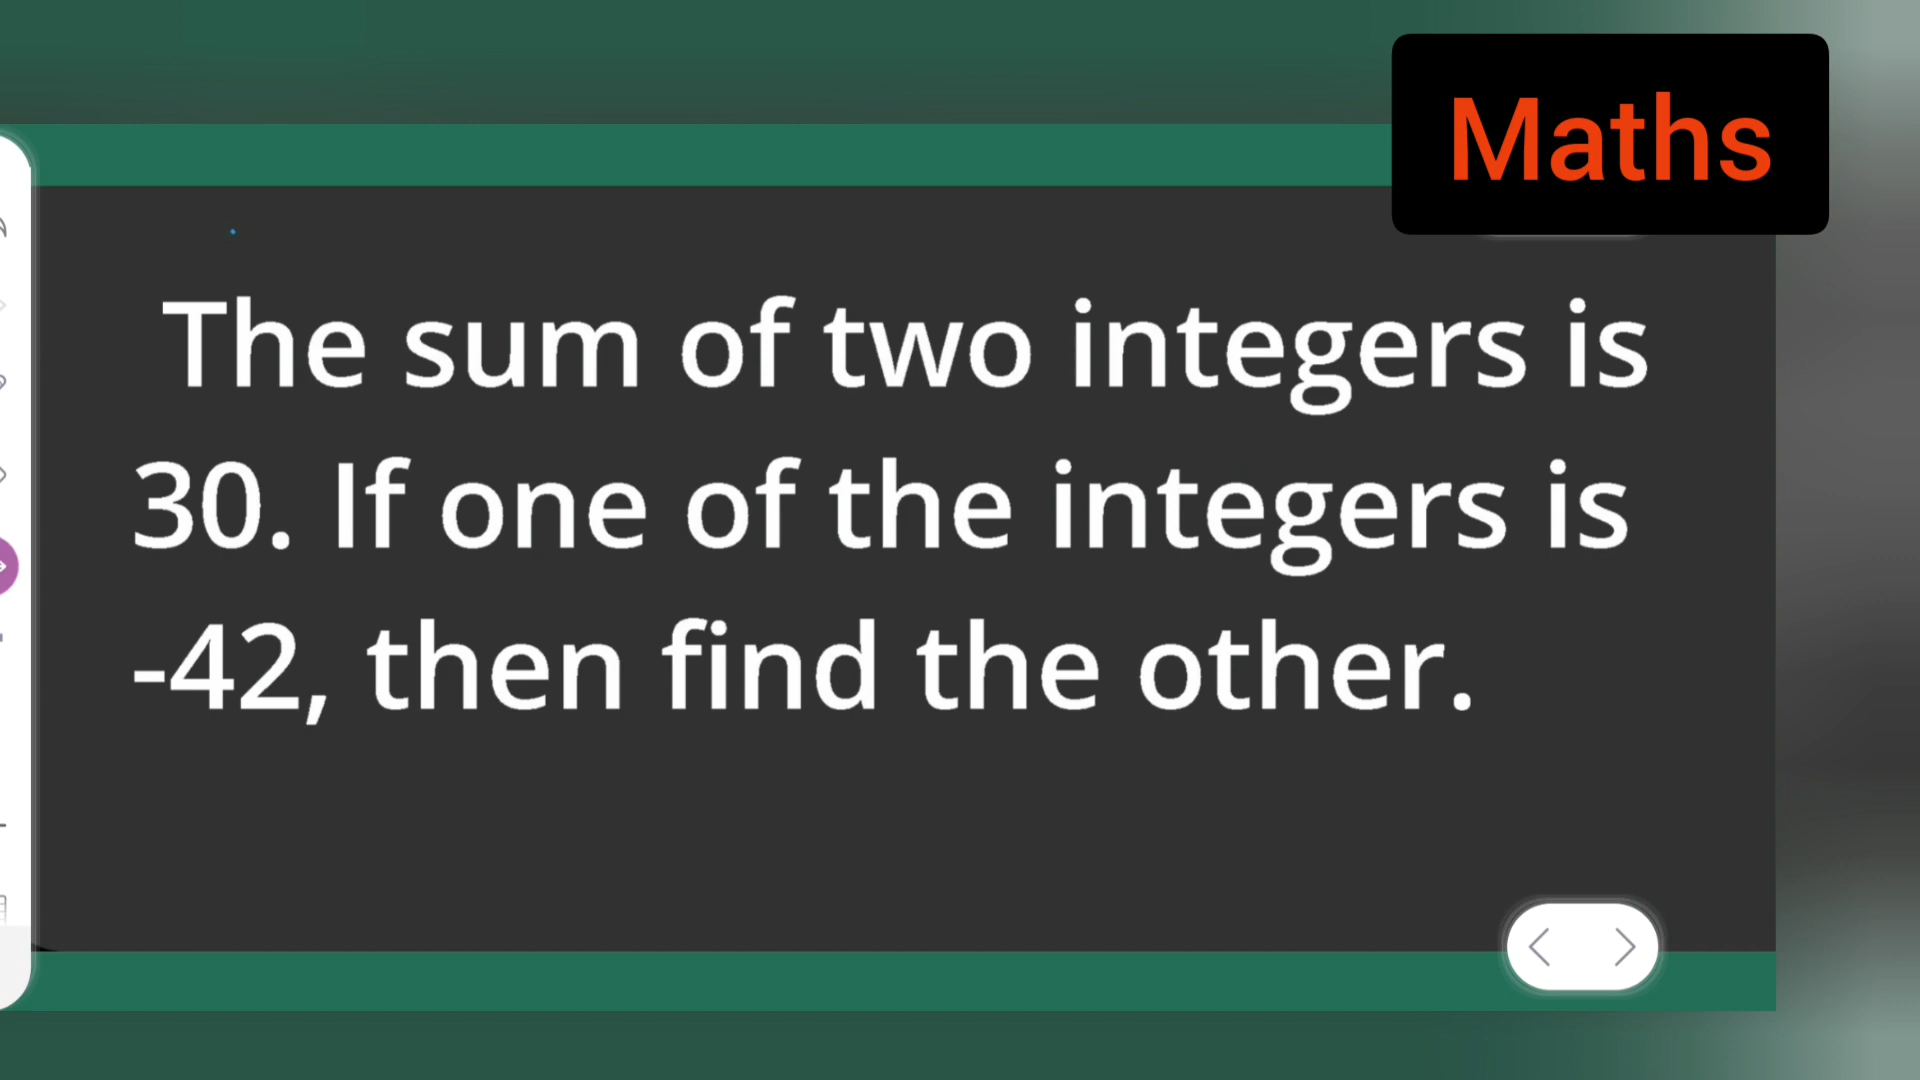 Maths
The sum of two integers is
30. If one of the integers is
-42, then find the other.